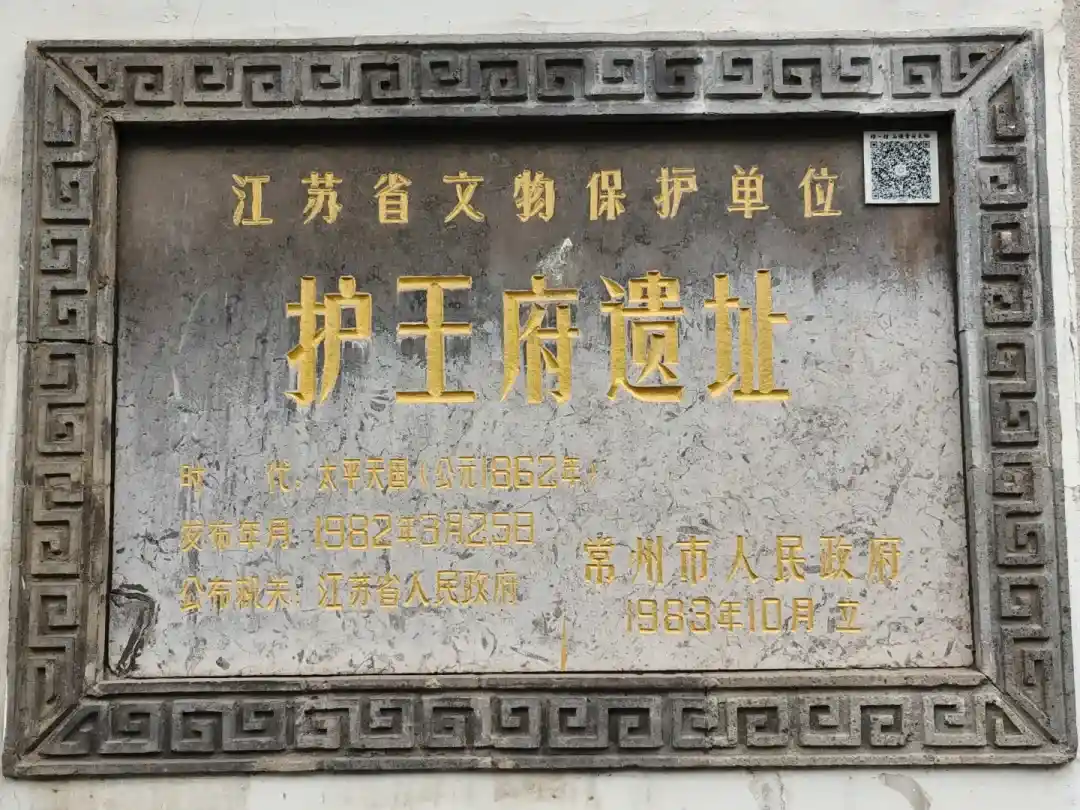 江苏省文物保护单位
护王府遗址
时 代：太平天国（公元1862年）
发布年月：1982年3月25日
公布机关：江苏省人民政府
常州市人民政府
1983年10月 立